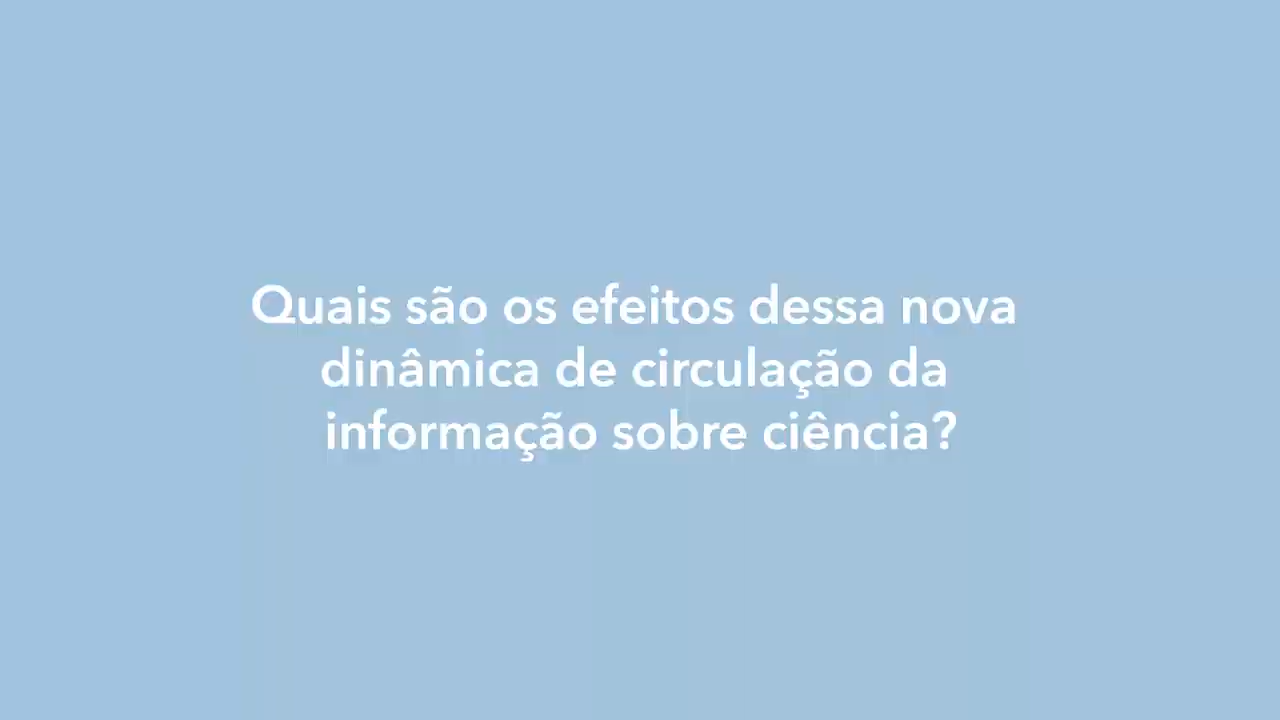 Quais são os efeitos dessa nova
dinâmica de circulação da
informação sobre ciência?